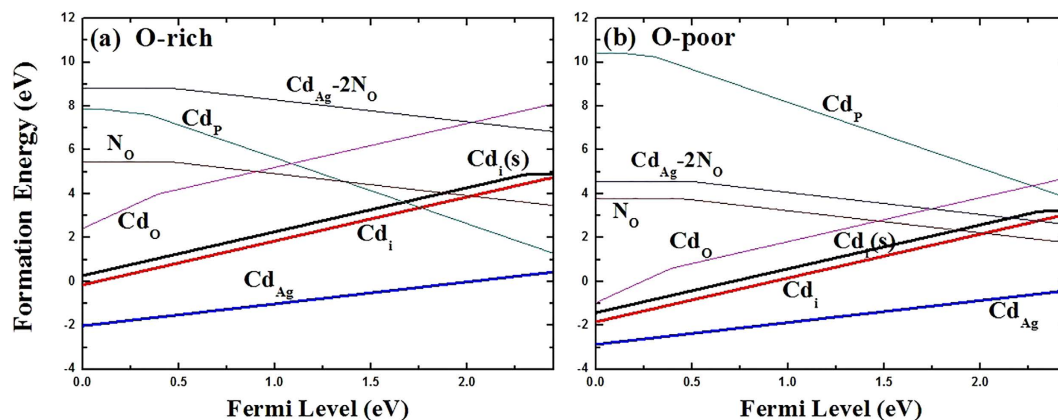 (a) O-rich
Cd_Ag-2N_O
Cd_P
N_O
Cd_i(s)
Cd_O
Cd_i
Cd_Ag
Formation Energy (eV)
12
10
8
6
4
2
0
-2
-4
0.0 0.5 1.0 1.5 2.0
Fermi Level (eV)
(b) O-poor
Cd_P
Cd_Ag-2N_O
N_O
Cd_O
Cd_i(s)
Cd_i
Cd_Ag
12
10
8
6
4
2
0
-2
-4
0.0 0.5 1.0 1.5 2.0
Fermi Level (eV)